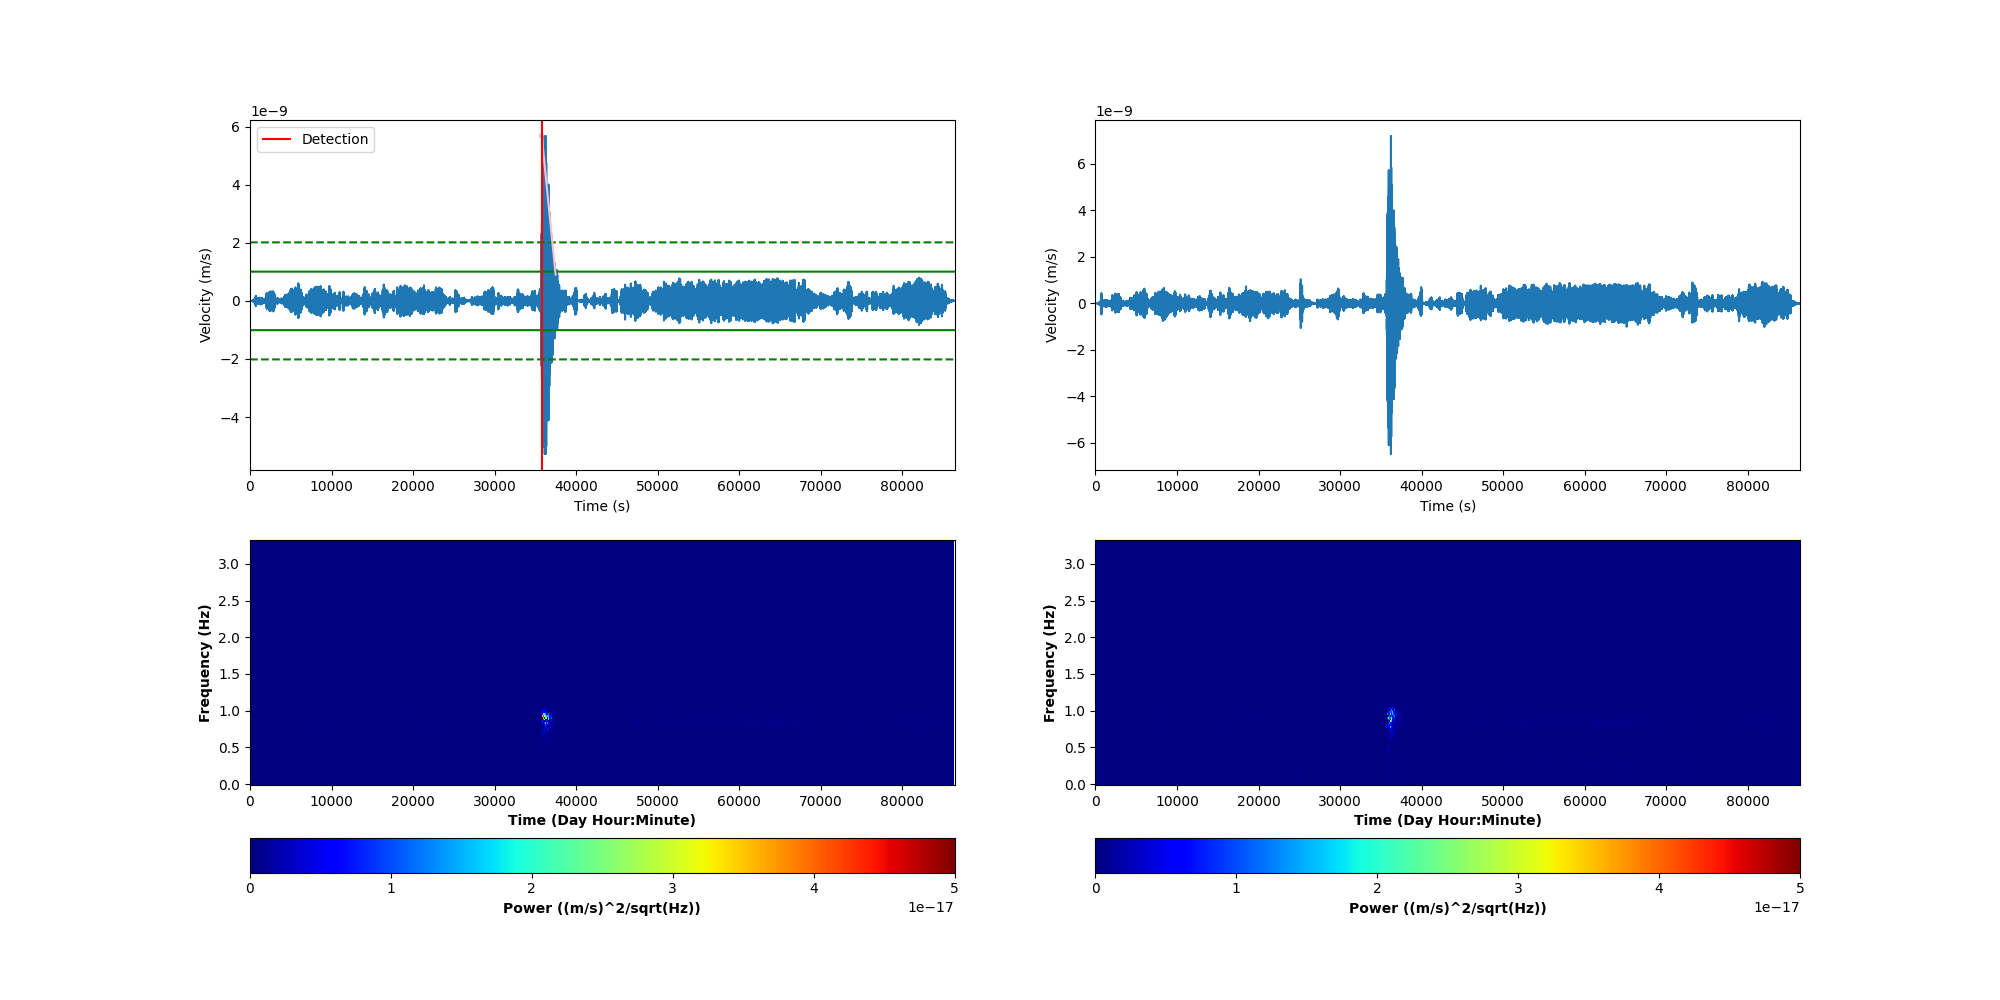 1e−9
6
4
2
0
−2
−4
Detection
Velocity (m/s)
0 10000 20000 30000 40000 50000 60000 70000 80000
Time (s)
1e−9
6
4
2
0
−2
−4
−6
Velocity (m/s)
0 10000 20000 30000 40000 50000 60000 70000 80000
Time (s)
3.0
2.5
2.0
1.5
1.0
0.5
0.0
Frequency (Hz)
0 10000 20000 30000 40000 50000 60000 70000 80000
Time (Day Hour:Minute)
0 1 2 3 4 5
Power ((m/s)^2/sqrt(Hz))
1e−17
3.0
2.5
2.0
1.5
1.0
0.5
0.0
Frequency (Hz)
0 10000 20000 30000 40000 50000 60000 70000 80000
Time (Day Hour:Minute)
0 1 2 3 4 5
Power ((m/s)^2/sqrt(Hz))
1e−17